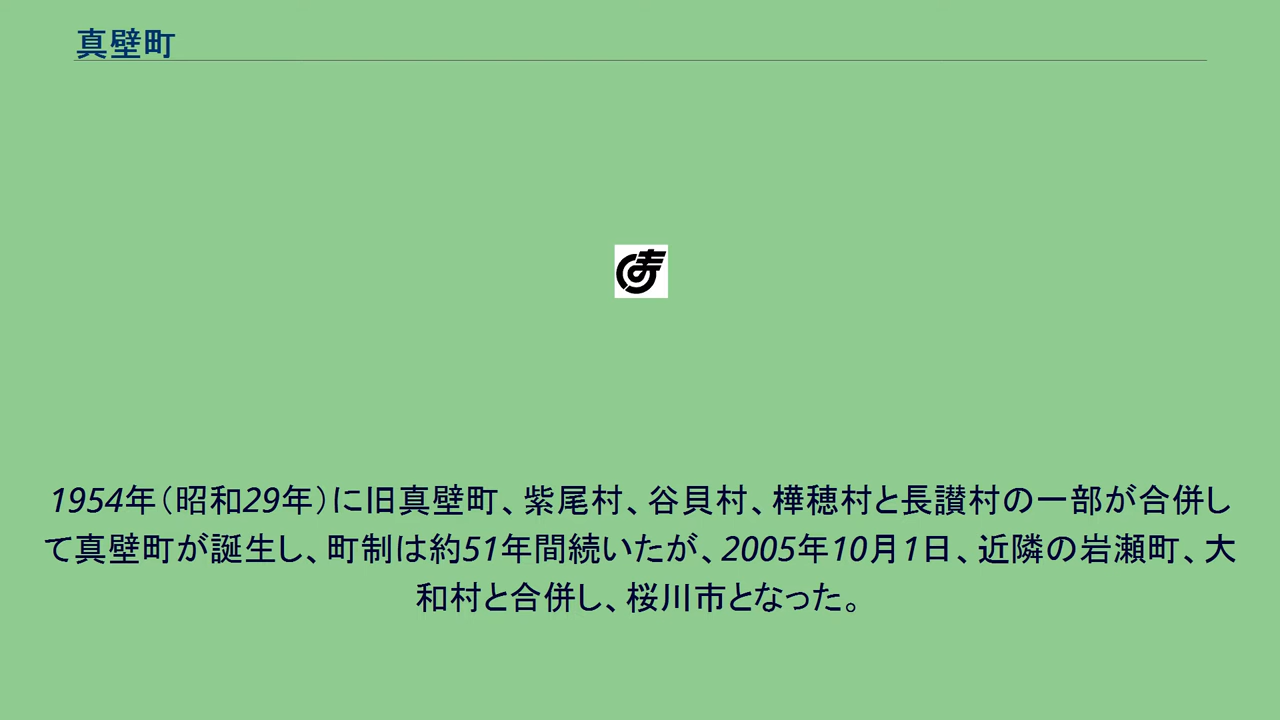 真壁町
1954年（昭和29年）に旧真壁町、紫尾村、谷貝村、樺穂村と長讃村の一部が合併し
て真壁町が誕生し、町制は約51年間続いたが、2005年10月1日、近隣の岩瀬町、大
和村と合併し、桜川市となった。